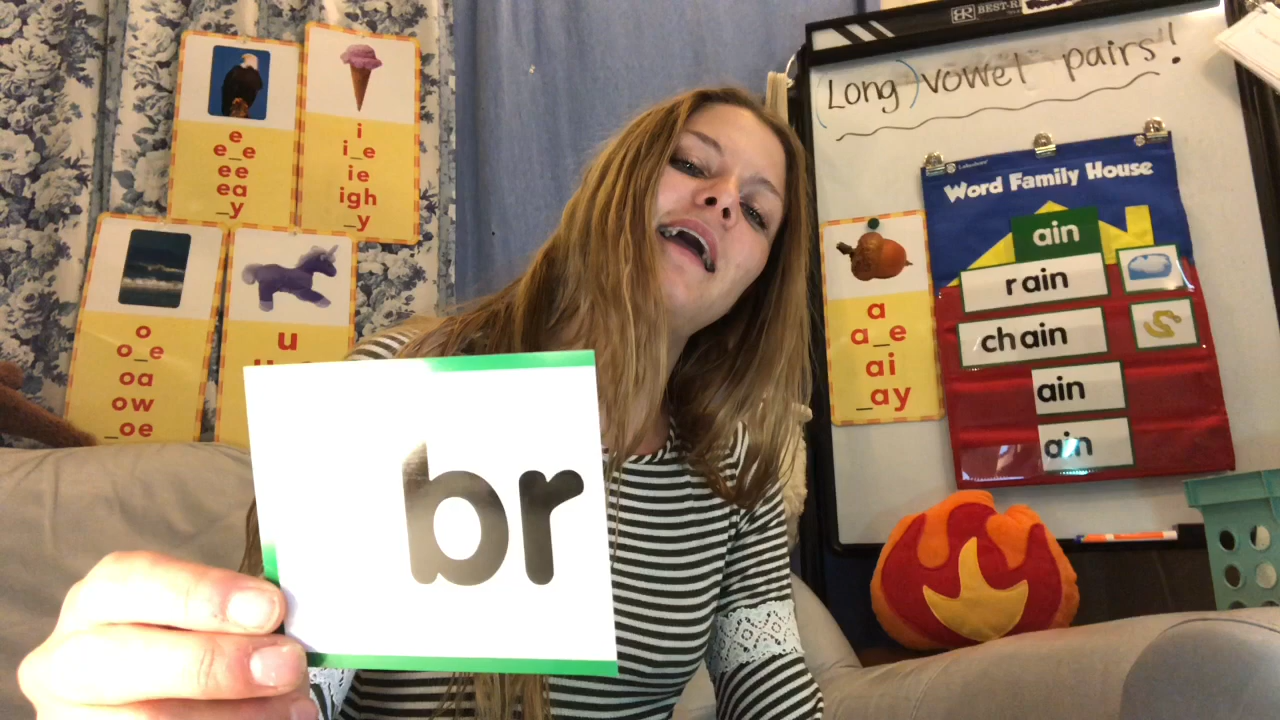 BEST-R
Long vowel pairs!
e
e_e
ee
ea
_y
i
i_e
ie
igh
_y
o
o_e
oa
ow
_oe
u
a
a_e
ai
_ay
Lakeshore
Word Family House
ain
rain
chain
ain
ain
br